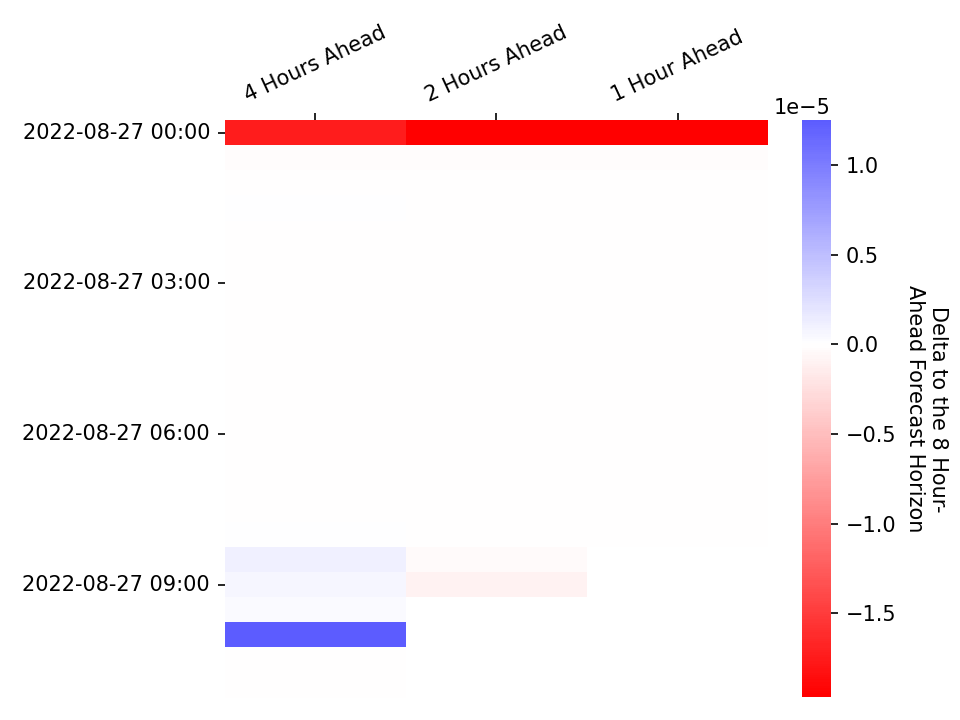 4 Hours Ahead
2 Hours Ahead
1 Hour Ahead
1e−5
2022-08-27 00:00
2022-08-27 03:00
2022-08-27 06:00
2022-08-27 09:00
1.0
0.5
0.0
−0.5
−1.0
−1.5
Delta to the 8 Hour-
Ahead Forecast Horizon